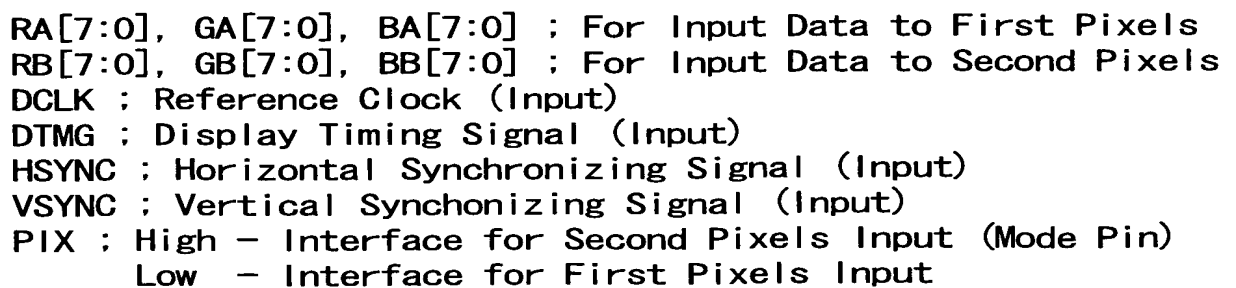 RA[7:0], GA[7:0], BA[7:0] ; For Input Data to First Pixels
RB[7:0], GB[7:0], BB[7:0] ; For Input Data to Second Pixels
DCLK ; Reference Clock (Input)
DTMG ; Display Timing Signal (Input)
HSYNC ; Horizontal Synchronizing Signal (Input)
VSYNC ; Vertical Synchonizing Signal (Input)
PIX ; High – Interface for Second Pixels Input (Mode Pin)
Low – Interface for First Pixels Input